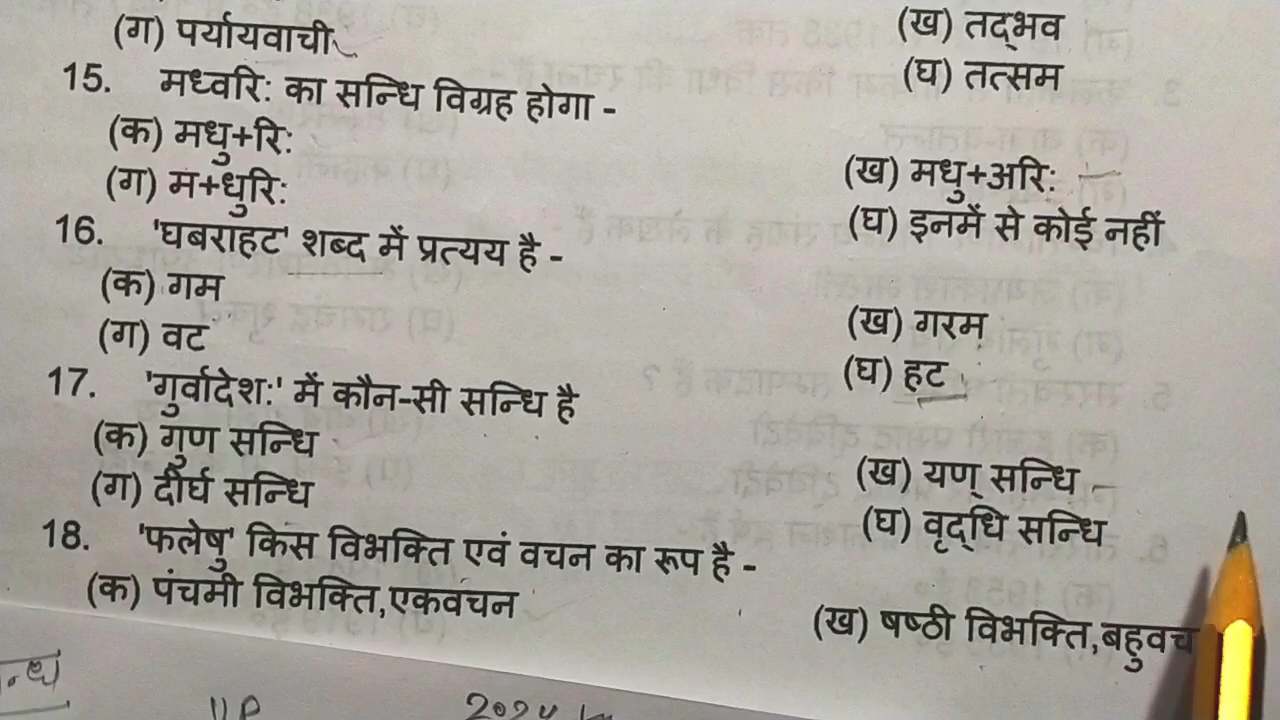 (ग) पर्यायवाची
(ख) तद्‌भव
(घ) तत्सम
15. मध्वरि: का सन्धि विग्रह होगा -
(क) मधु+रि:
(ख) मधु+अरि:
(ग) म+धुरि:
(घ) इनमें से कोई नहीं
16. 'घबराहट' शब्द में प्रत्यय है -
(क) गम
(ख) गरम
(ग) वट
(घ) हट
17. 'गुर्वादेश:' में कौन-सी सन्धि है
(क) गुण सन्धि
(ख) यण् सन्धि
(ग) दीर्घ सन्धि
(घ) वृद्‌धि सन्धि
18. 'फलेषु' किस विभक्ति एवं वचन का रूप है -
(क) पंचमी विभक्ति,एकवचन
(ख) षष्ठी विभक्ति,बहुवच